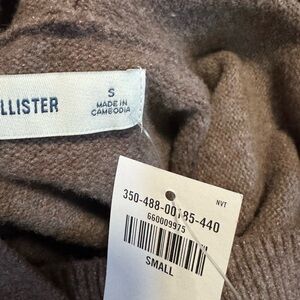 LLISTER
S
MADE IN
CAMBODIA
NVT
350-488-00185-440
660009975
SMALL